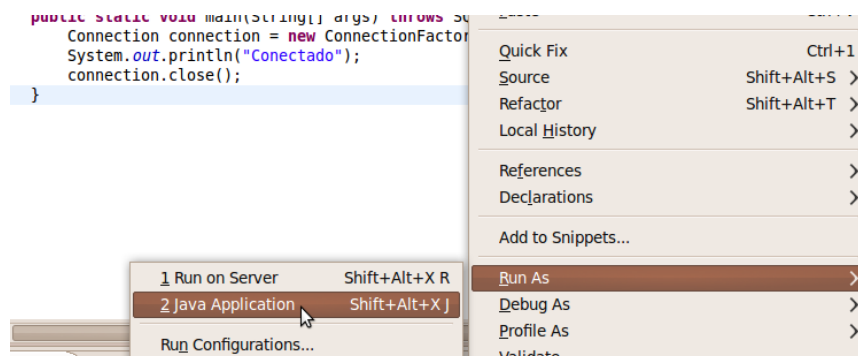 public static void main(String[] args) throws
Connection connection = new ConnectionFactor
System.out.println("Conectado");
connection.close();
}
Quick Fix Ctrl+1
Source Shift+Alt+S
Refactor Shift+Alt+T
Local History
References
Declarations
Add to Snippets...
Run As
Debug As
Profile As
Validate
1 Run on Server Shift+Alt+X R
2 Java Application Shift+Alt+X J
Run Configurations...